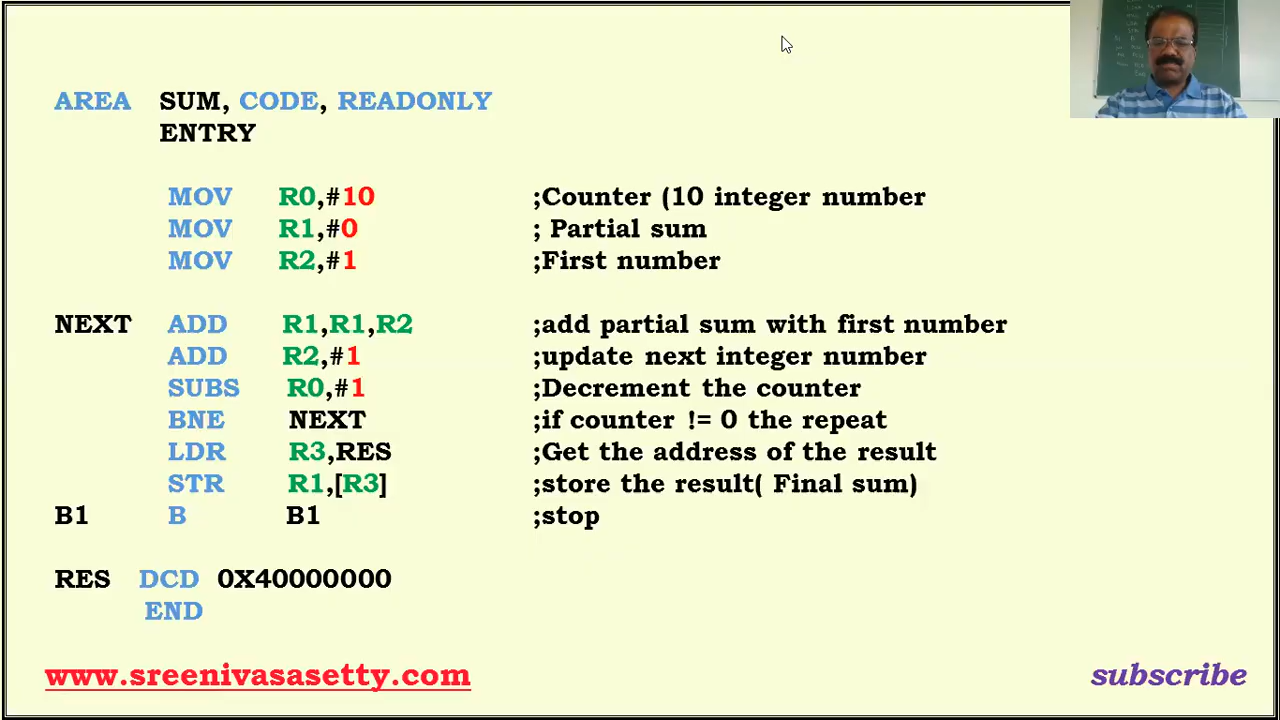 AREA SUM, CODE, READONLY
ENTRY
MOV R0,#10 ;Counter (10 integer number
MOV R1,#0 ; Partial sum
MOV R2,#1 ;First number
NEXT ADD R1,R1,R2 ;add partial sum with first number
ADD R2,#1 ;update next integer number
SUBS R0,#1 ;Decrement the counter
BNE NEXT ;if counter != 0 the repeat
LDR R3,RES ;Get the address of the result
STR R1,[R3] ;store the result( Final sum)
B1 B B1 ;stop
RES DCD 0X40000000
END
www.sreenivasasetty.com
subscribe